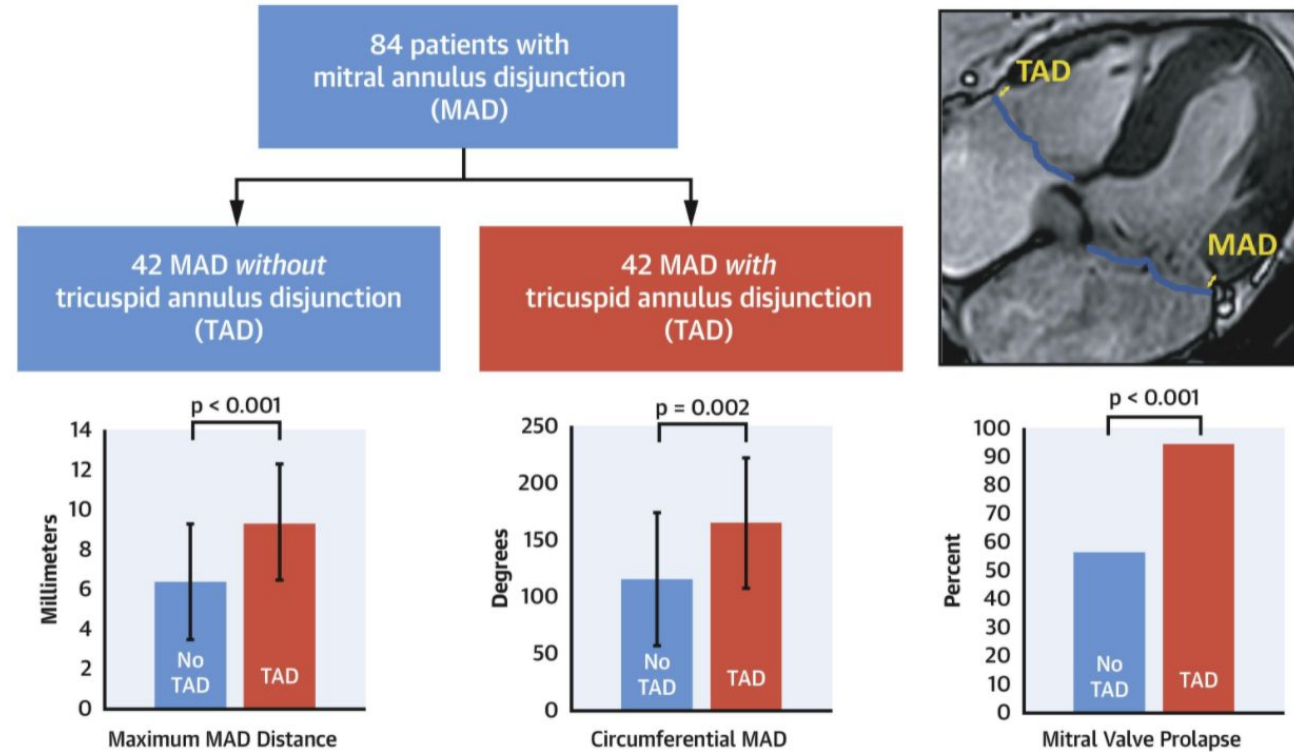 84 patients with
mitral annulus disjunction
(MAD)
TAD
MAD
42 MAD without
tricuspid annulus disjunction
(TAD)
42 MAD with
tricuspid annulus disjunction
(TAD)
p < 0.001
14
12
10
8
6
4
2
0
Millimeters
No
TAD
TAD
Maximum MAD Distance
p = 0.002
250
200
150
100
50
0
Degrees
No
TAD
TAD
Circumferential MAD
p < 0.001
100
90
80
70
60
50
40
30
20
10
0
Percent
No
TAD
TAD
Mitral Valve Prolapse